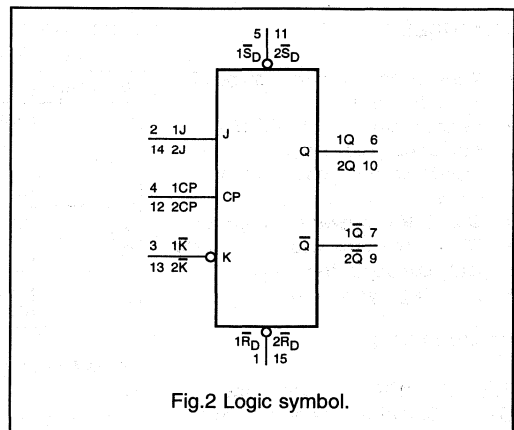 5 11
1S̅D 2S̅D
2 1J
14 2J
J
4 1CP
12 2CP
CP
3 1K̅
13 2K̅
K
Q
1Q 6
2Q 10
Q̅
1Q̅ 7
2Q̅ 9
1R̅D 2R̅D
1 15
Fig.2 Logic symbol.